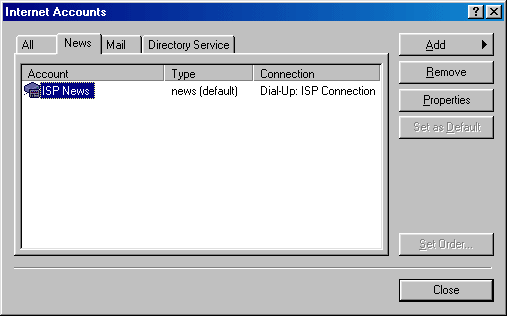 Internet Accounts
All News Mail Directory Service
Account Type Connection
ISP News news (default) Dial-Up: ISP Connection
Add
Remove
Properties
Set as Default
Set Order...
Close